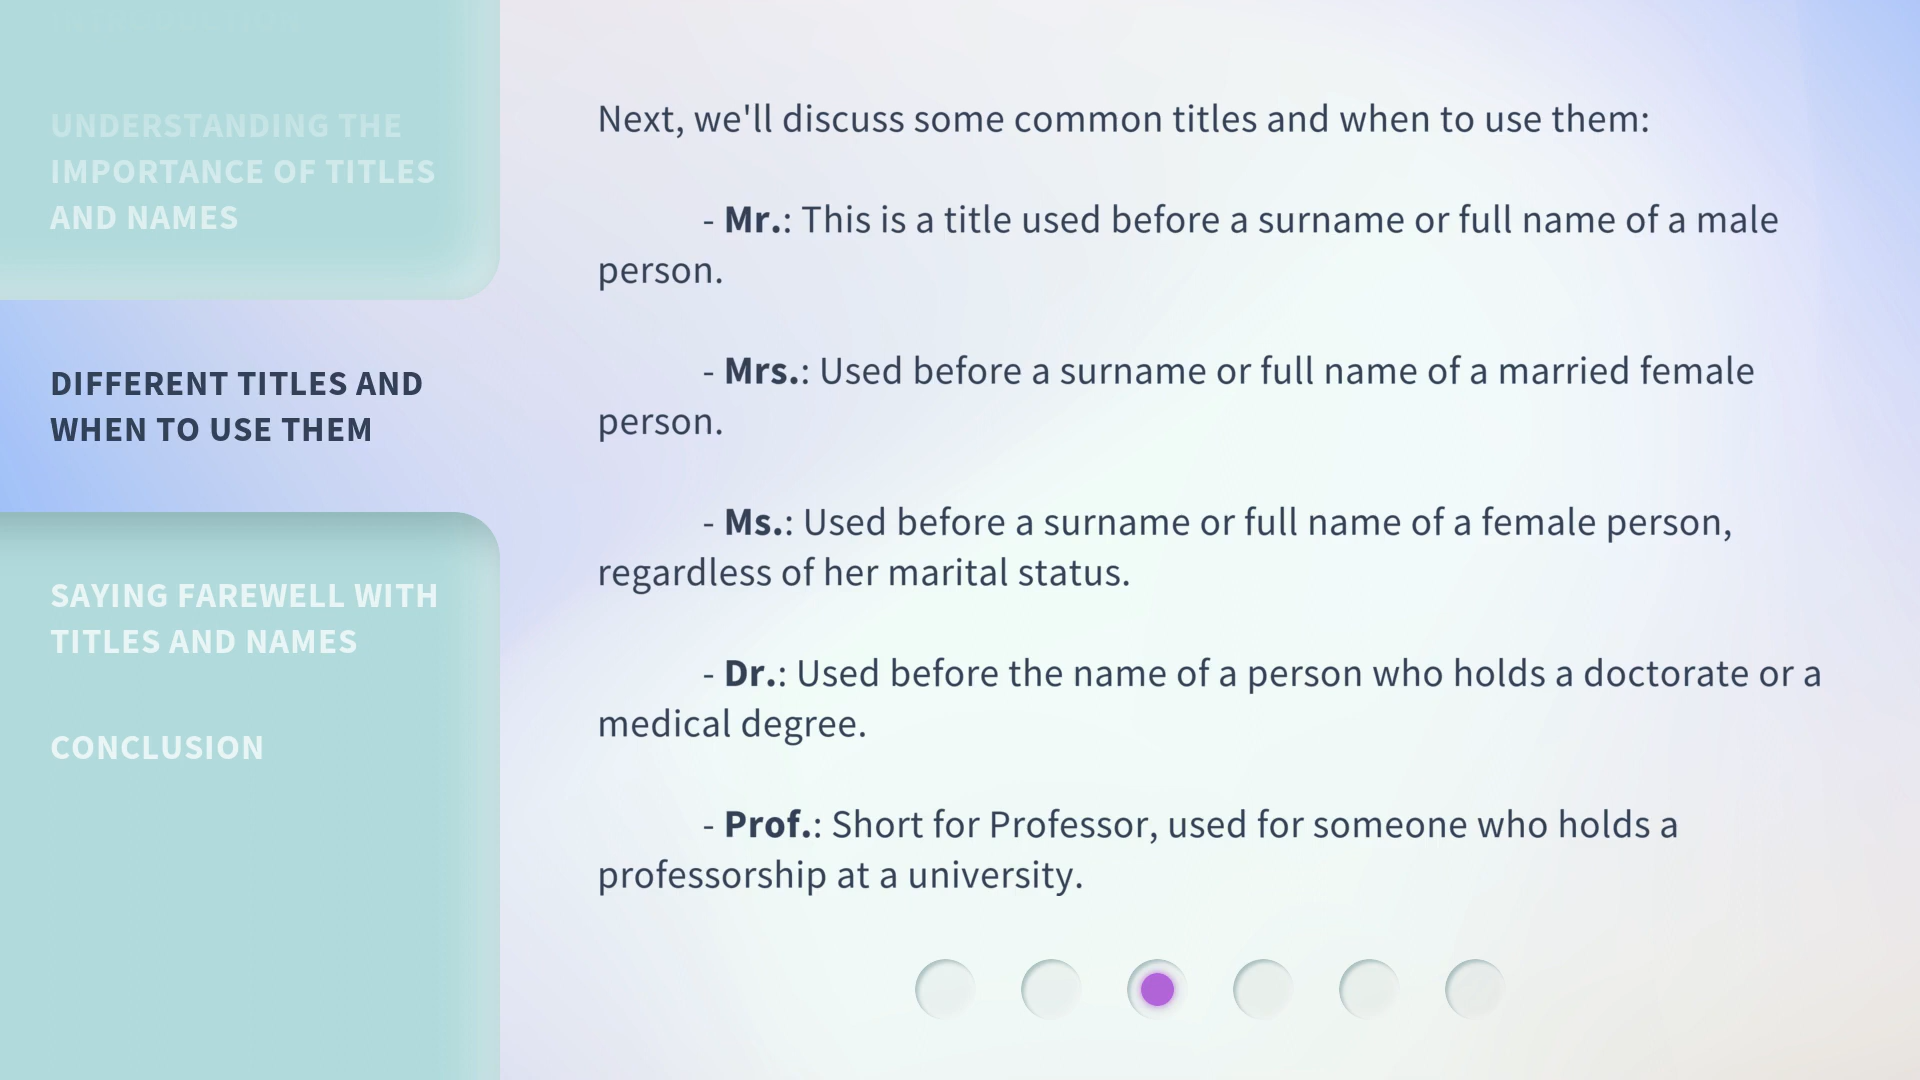 UNDERSTANDING THE
IMPORTANCE OF TITLES
AND NAMES
DIFFERENT TITLES AND
WHEN TO USE THEM
SAYING FAREWELL WITH
TITLES AND NAMES
CONCLUSION
Next, we'll discuss some common titles and when to use them:
- Mr.: This is a title used before a surname or full name of a male
person.
- Mrs.: Used before a surname or full name of a married female
person.
- Ms.: Used before a surname or full name of a female person,
regardless of her marital status.
- Dr.: Used before the name of a person who holds a doctorate or a
medical degree.
- Prof.: Short for Professor, used for someone who holds a
professorship at a university.